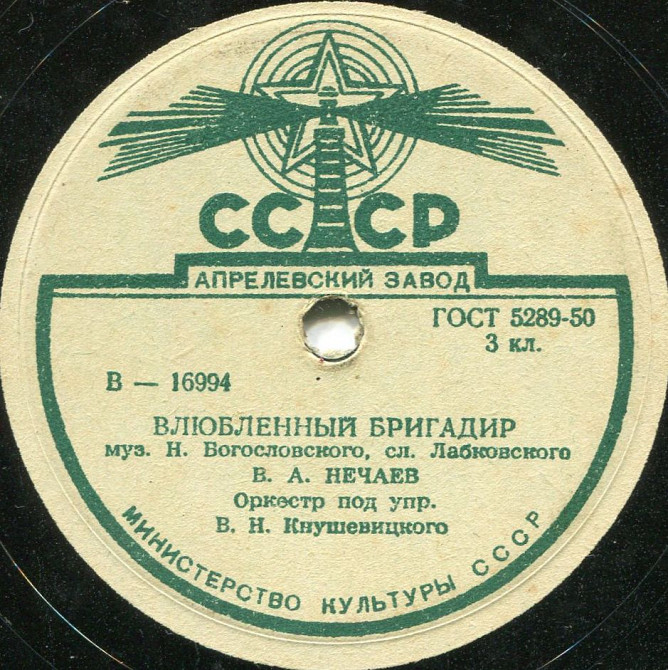 СССР
АПРЕЛЕВСКИЙ ЗАВОД
ГОСТ 5289-50
3 кл.
В — 16994
ВЛЮБЛЕННЫЙ БРИГАДИР
муз. Н. Богословского, сл. Лабковского
В. А. НЕЧАЕВ
Оркестр под упр.
В. Н. Кнушевицкого
МИНИСТЕРСТВО КУЛЬТУРЫ СССР